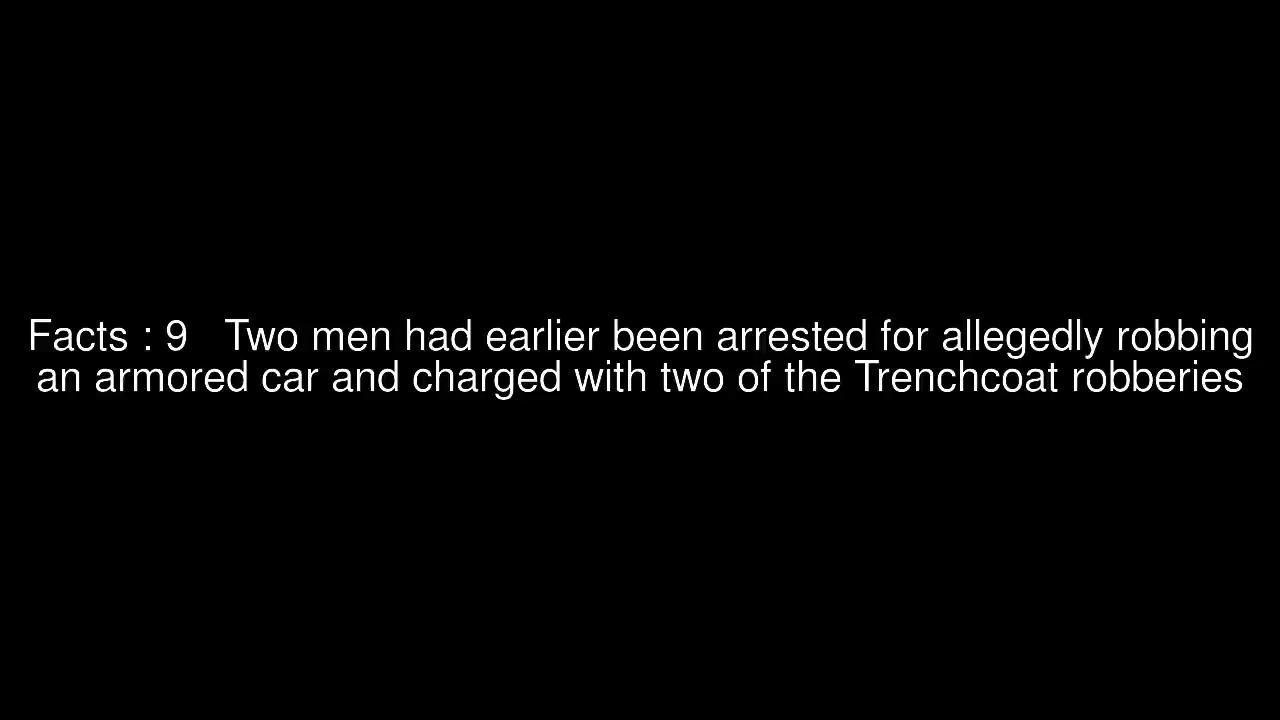 Facts : 9   Two men had earlier been arrested for allegedly robbing
an armored car and charged with two of the Trenchcoat robberies